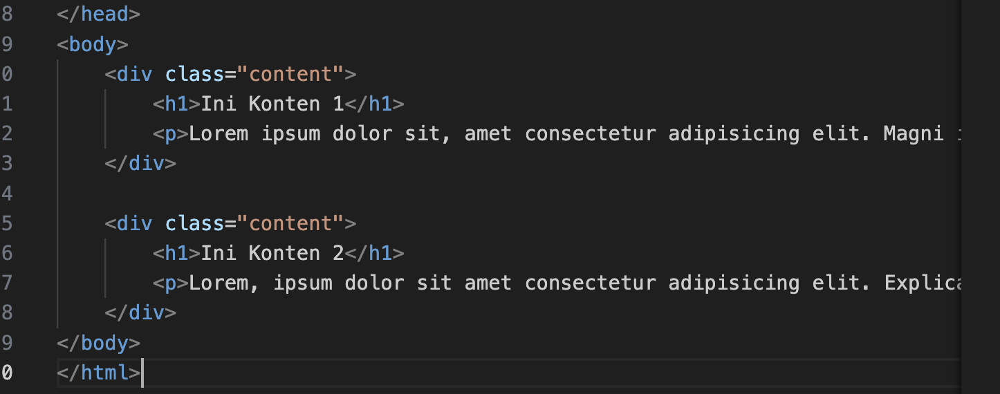 8 </head>
9 <body>
0 <div class="content">
1 <h1>Ini Konten 1</h1>
2 <p>Lorem ipsum dolor sit, amet consectetur adipisicing elit. Magni
3 </div>
4
5 <div class="content">
6 <h1>Ini Konten 2</h1>
7 <p>Lorem, ipsum dolor sit amet consectetur adipisicing elit. Explica
8 </div>
9 </body>
0 </html>